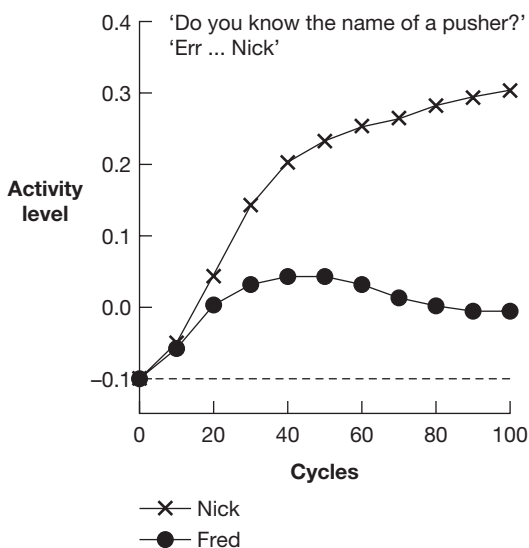 'Do you know the name of a pusher?'
'Err ... Nick'
0.4
0.3
0.2
0.1
0.0
–0.1
Activity
level
0 20 40 60 80 100
Cycles
Nick
Fred